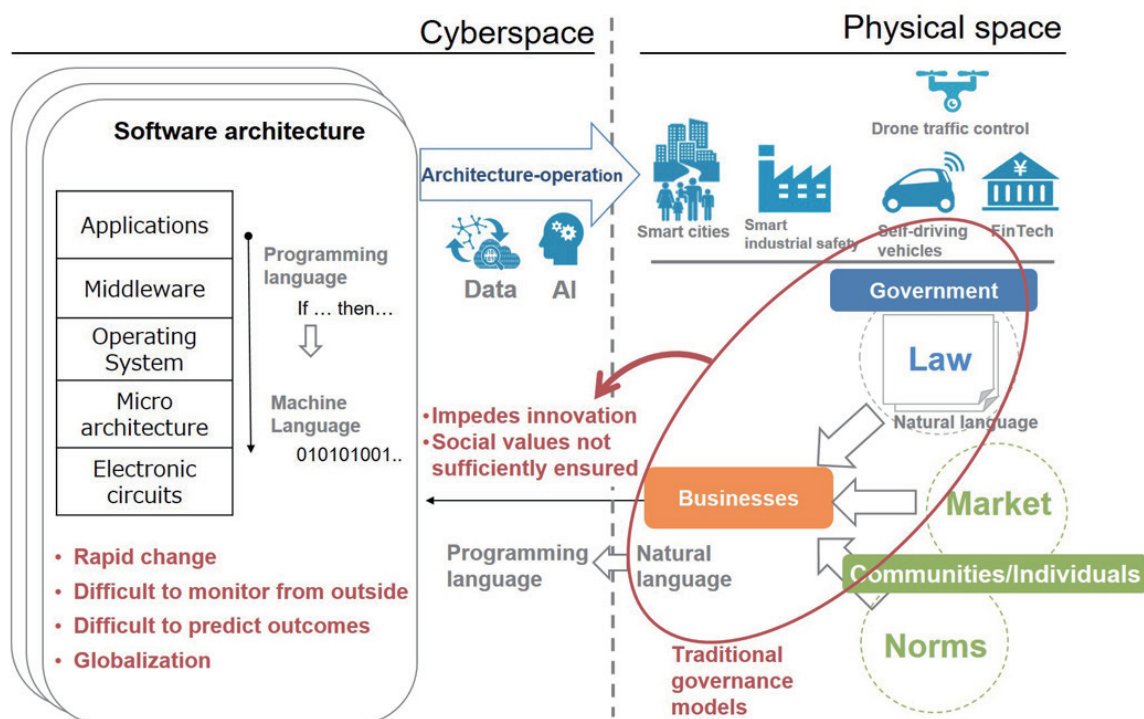 Cyberspace
Physical space
Software architecture
Applications
Middleware
Operating
System
Micro
architecture
Electronic
circuits
Programming
language
If … then…
Machine
Language
010101001..
• Rapid change
• Difficult to monitor from outside
• Difficult to predict outcomes
• Globalization
Architecture-operation
Data
AI
Drone traffic control
Smart cities
Smart
industrial safety
Self-driving
vehicles
¥
FinTech
Government
Law
Natural language
•Impedes innovation
•Social values not
sufficiently ensured
Businesses
Market
Programming
language
Natural
language
Communities/Individuals
Norms
Traditional
governance
models